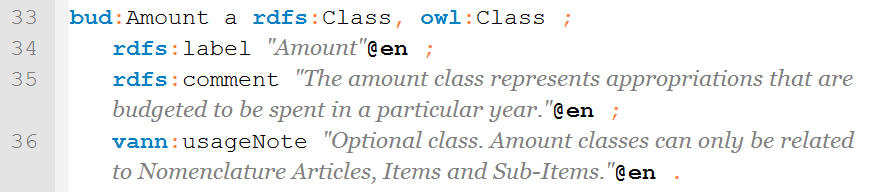 33 bud:Amount a rdfs:Class, owl:Class ;
34 rdfs:label "Amount"@en ;
35 rdfs:comment "The amount class represents appropriations that are
budgeted to be spent in a particular year."@en ;
36 vann:usageNote "Optional class. Amount classes can only be related
to Nomenclature Articles, Items and Sub-Items."@en .